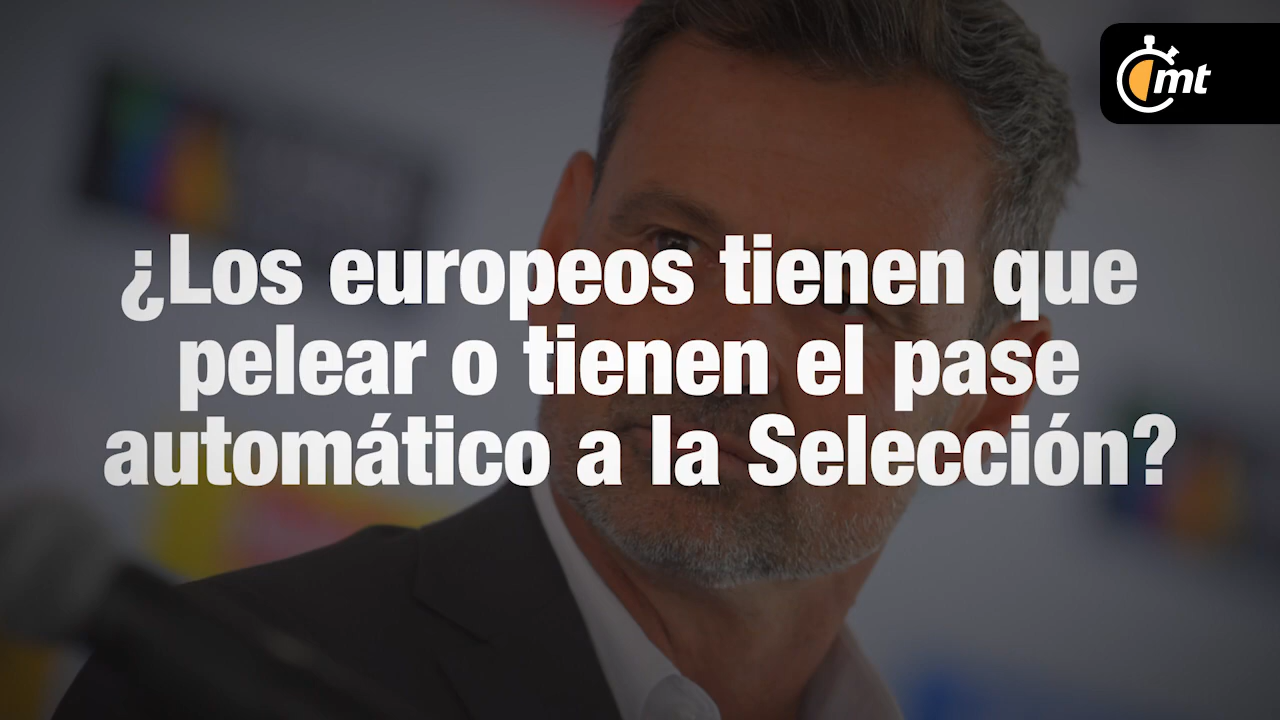 mt
¿Los europeos tienen que
pelear o tienen el pase
automático a la Selección?